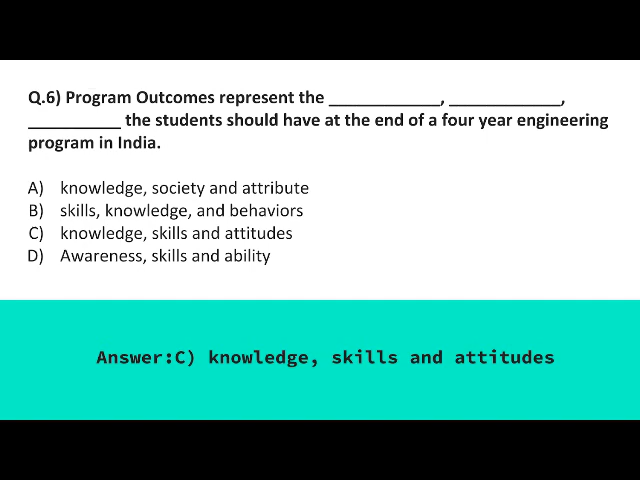 Q.6) Program Outcomes represent the ____________, ____________,
__________ the students should have at the end of a four year engineering
program in India.
A) knowledge, society and attribute
B) skills, knowledge, and behaviors
C) knowledge, skills and attitudes
D) Awareness, skills and ability
Answer:C) knowledge, skills and attitudes